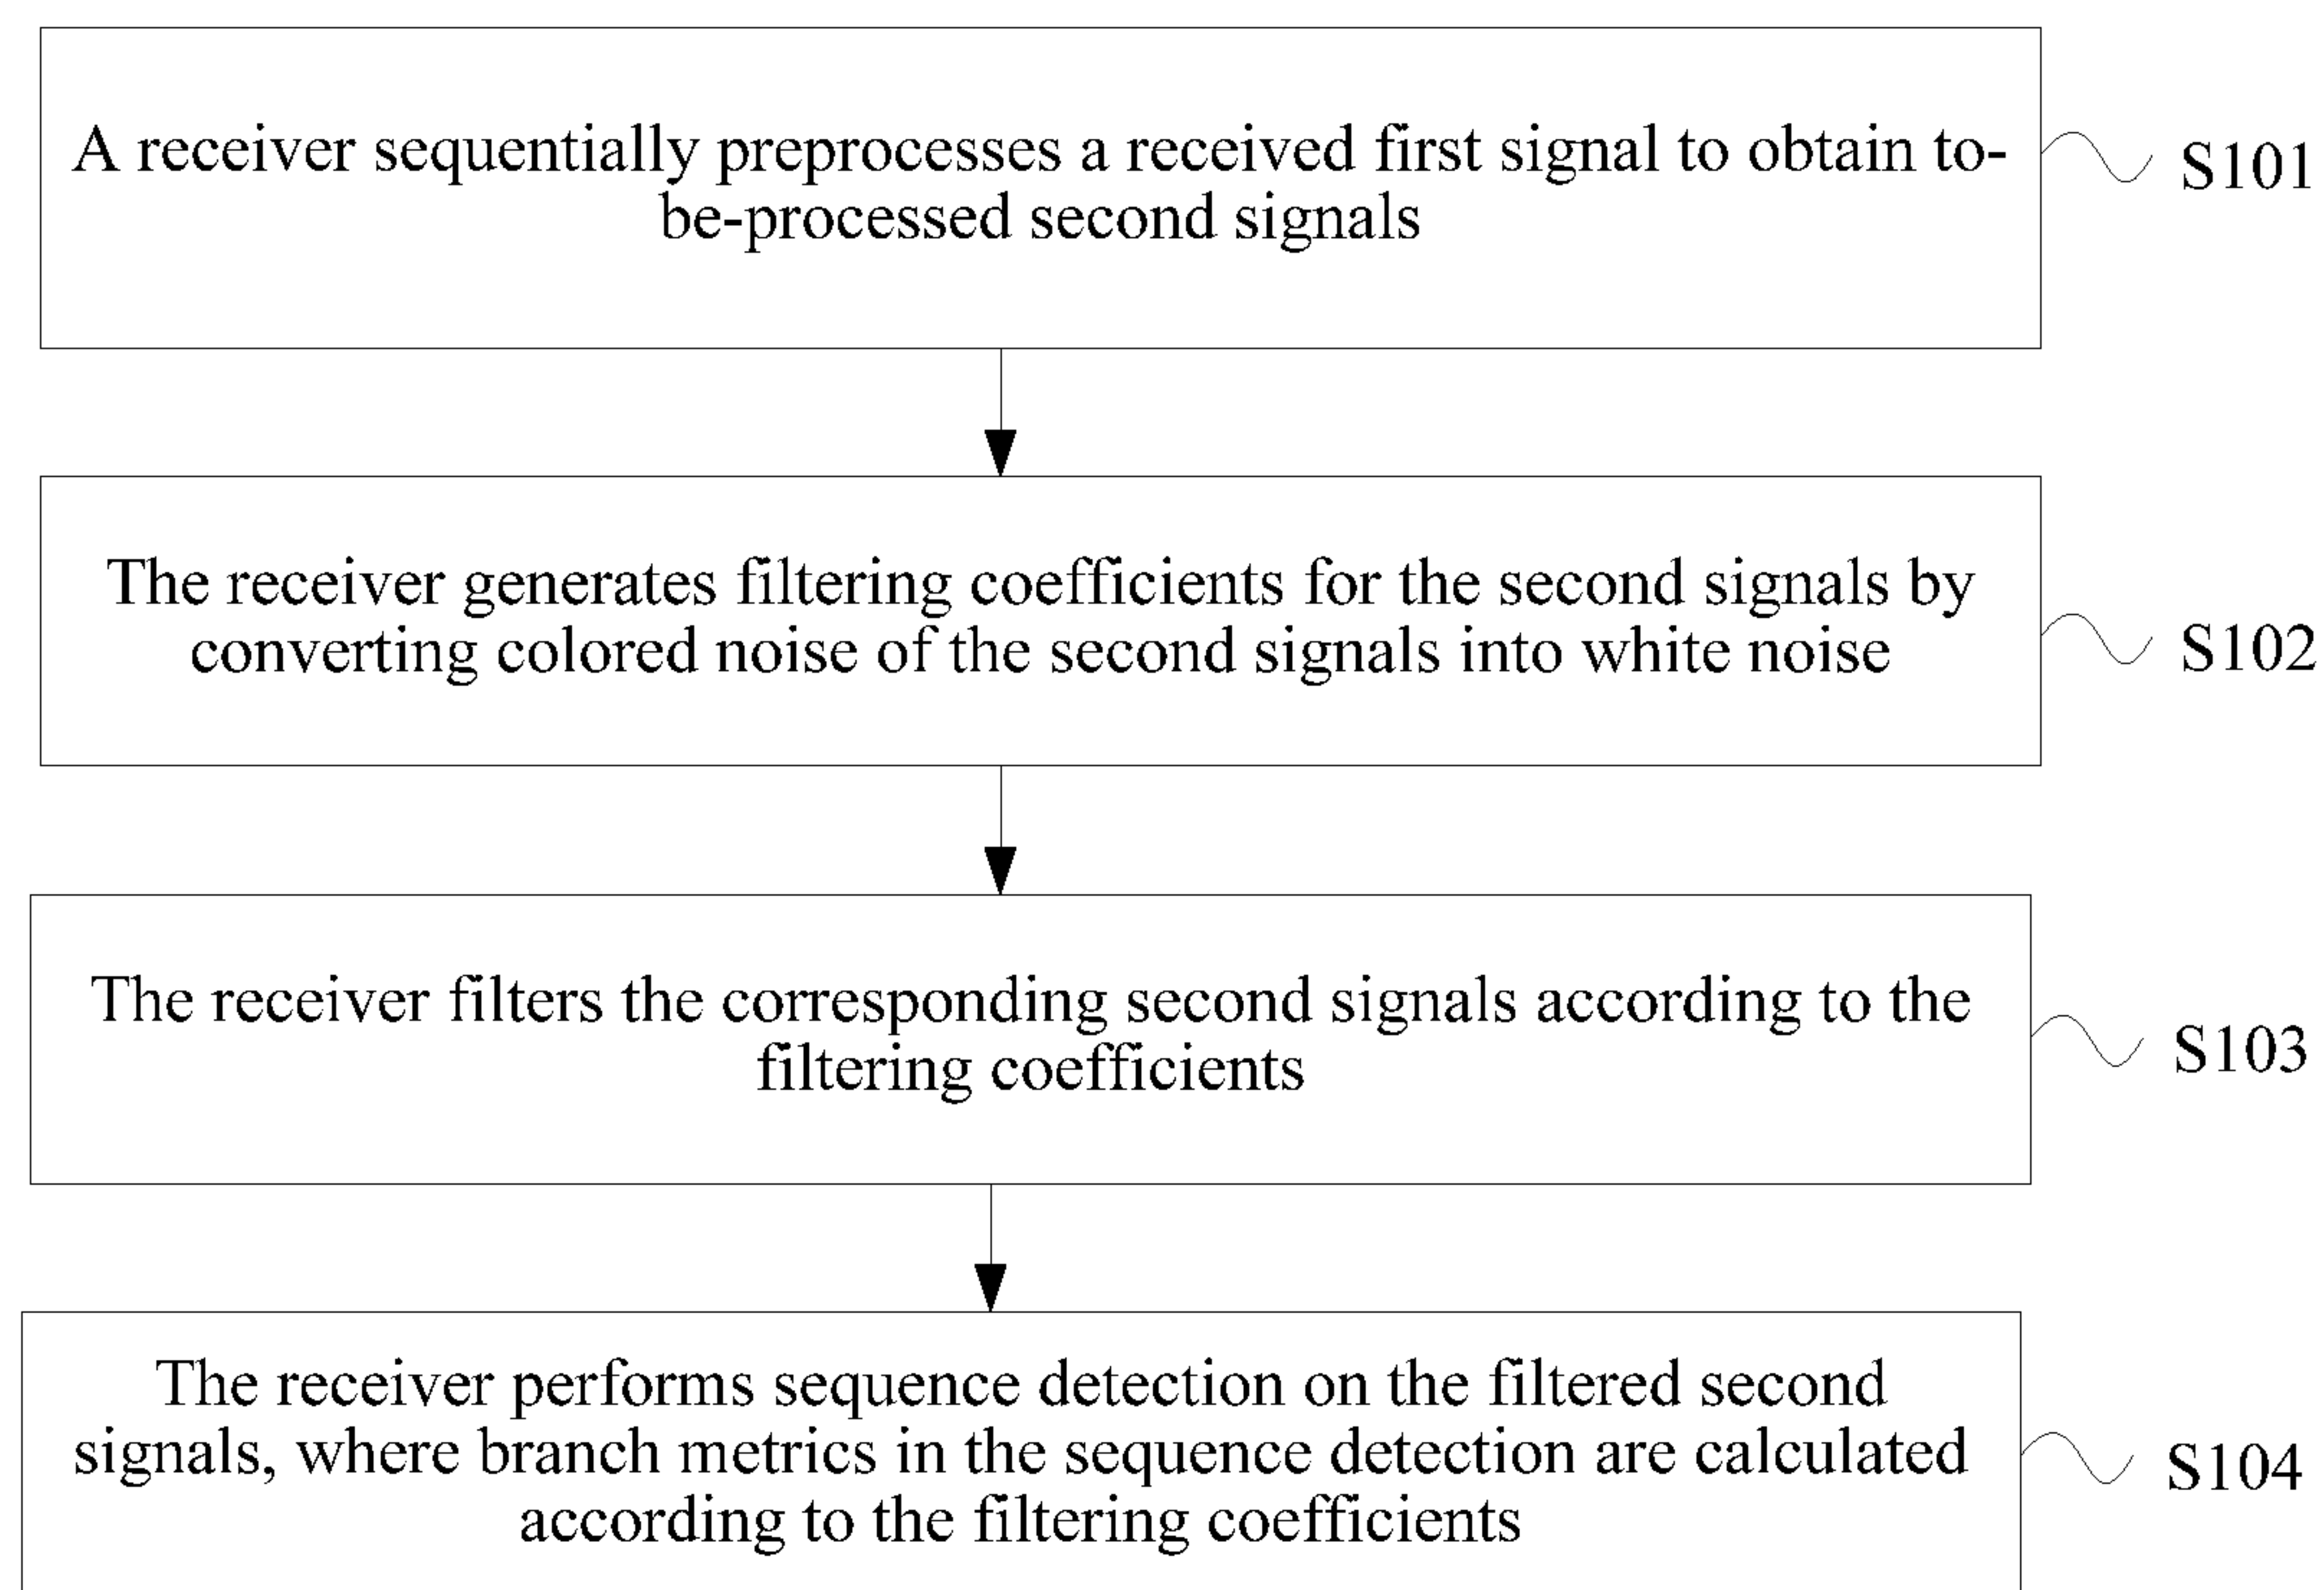 A receiver sequentially preprocesses a received first signal to obtain to-
be-processed second signals
S101
The receiver generates filtering coefficients for the second signals by
converting colored noise of the second signals into white noise
S102
The receiver filters the corresponding second signals according to the
filtering coefficients
S103
The receiver performs sequence detection on the filtered second
signals, where branch metrics in the sequence detection are calculated
according to the filtering coefficients
S104